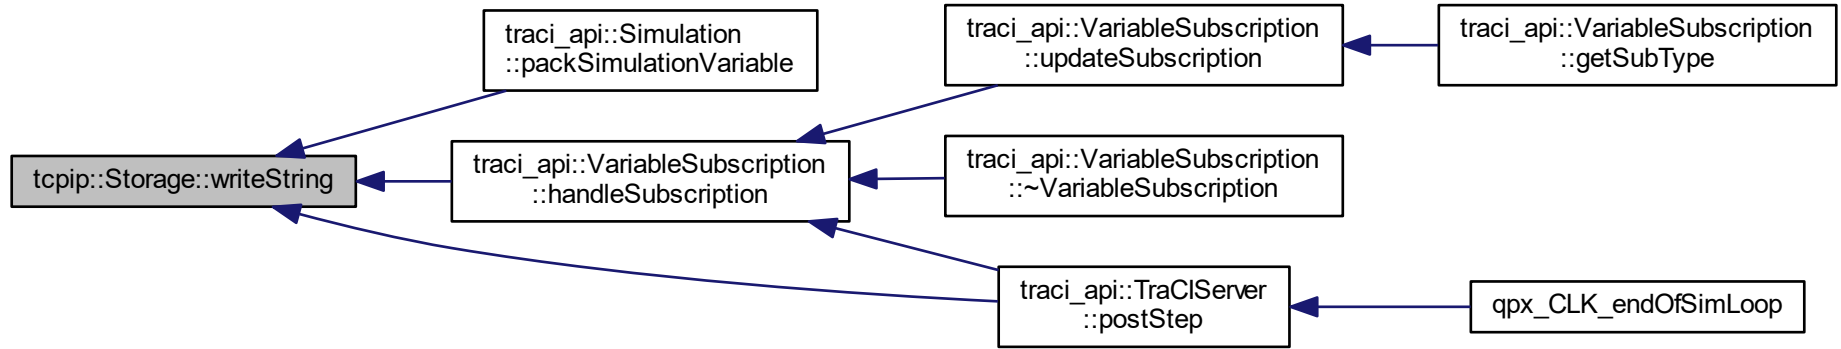 tcpip::Storage::writeString
traci_api::Simulation
::packSimulationVariable
traci_api::VariableSubscription
::handleSubscription
traci_api::VariableSubscription
::updateSubscription
traci_api::VariableSubscription
::getSubType
traci_api::VariableSubscription
::~VariableSubscription
traci_api::TraCIServer
::postStep
qpx_CLK_endOfSimLoop